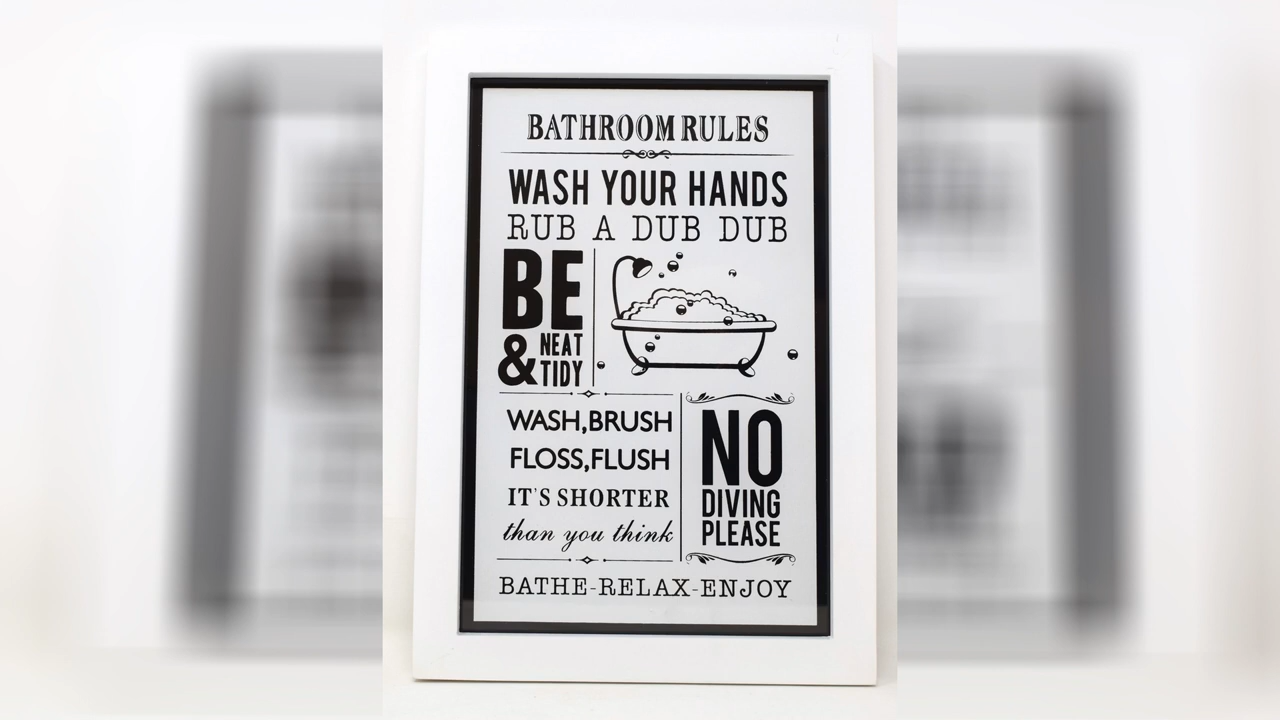 BATHROOM RULES
WASH YOUR HANDS
RUB A DUB DUB
BE
& NEAT
TIDY
WASH,BRUSH
FLOSS,FLUSH
IT'S SHORTER
than you think
NO
DIVING
PLEASE
BATHE-RELAX-ENJOY